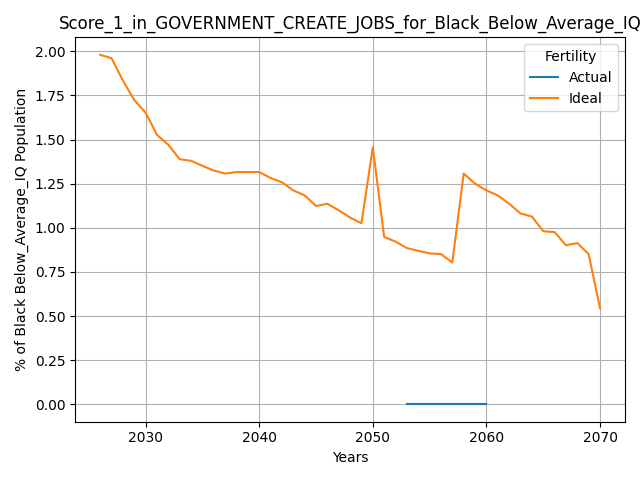 Score_1_in_GOVERNMENT_CREATE_JOBS_for_Black_Below_Average_IQ
% of Black Below_Average_IQ Population
2.00
1.75
1.50
1.25
1.00
0.75
0.50
0.25
0.00
Fertility
Actual
Ideal
2030
2040
2050
2060
2070
Years